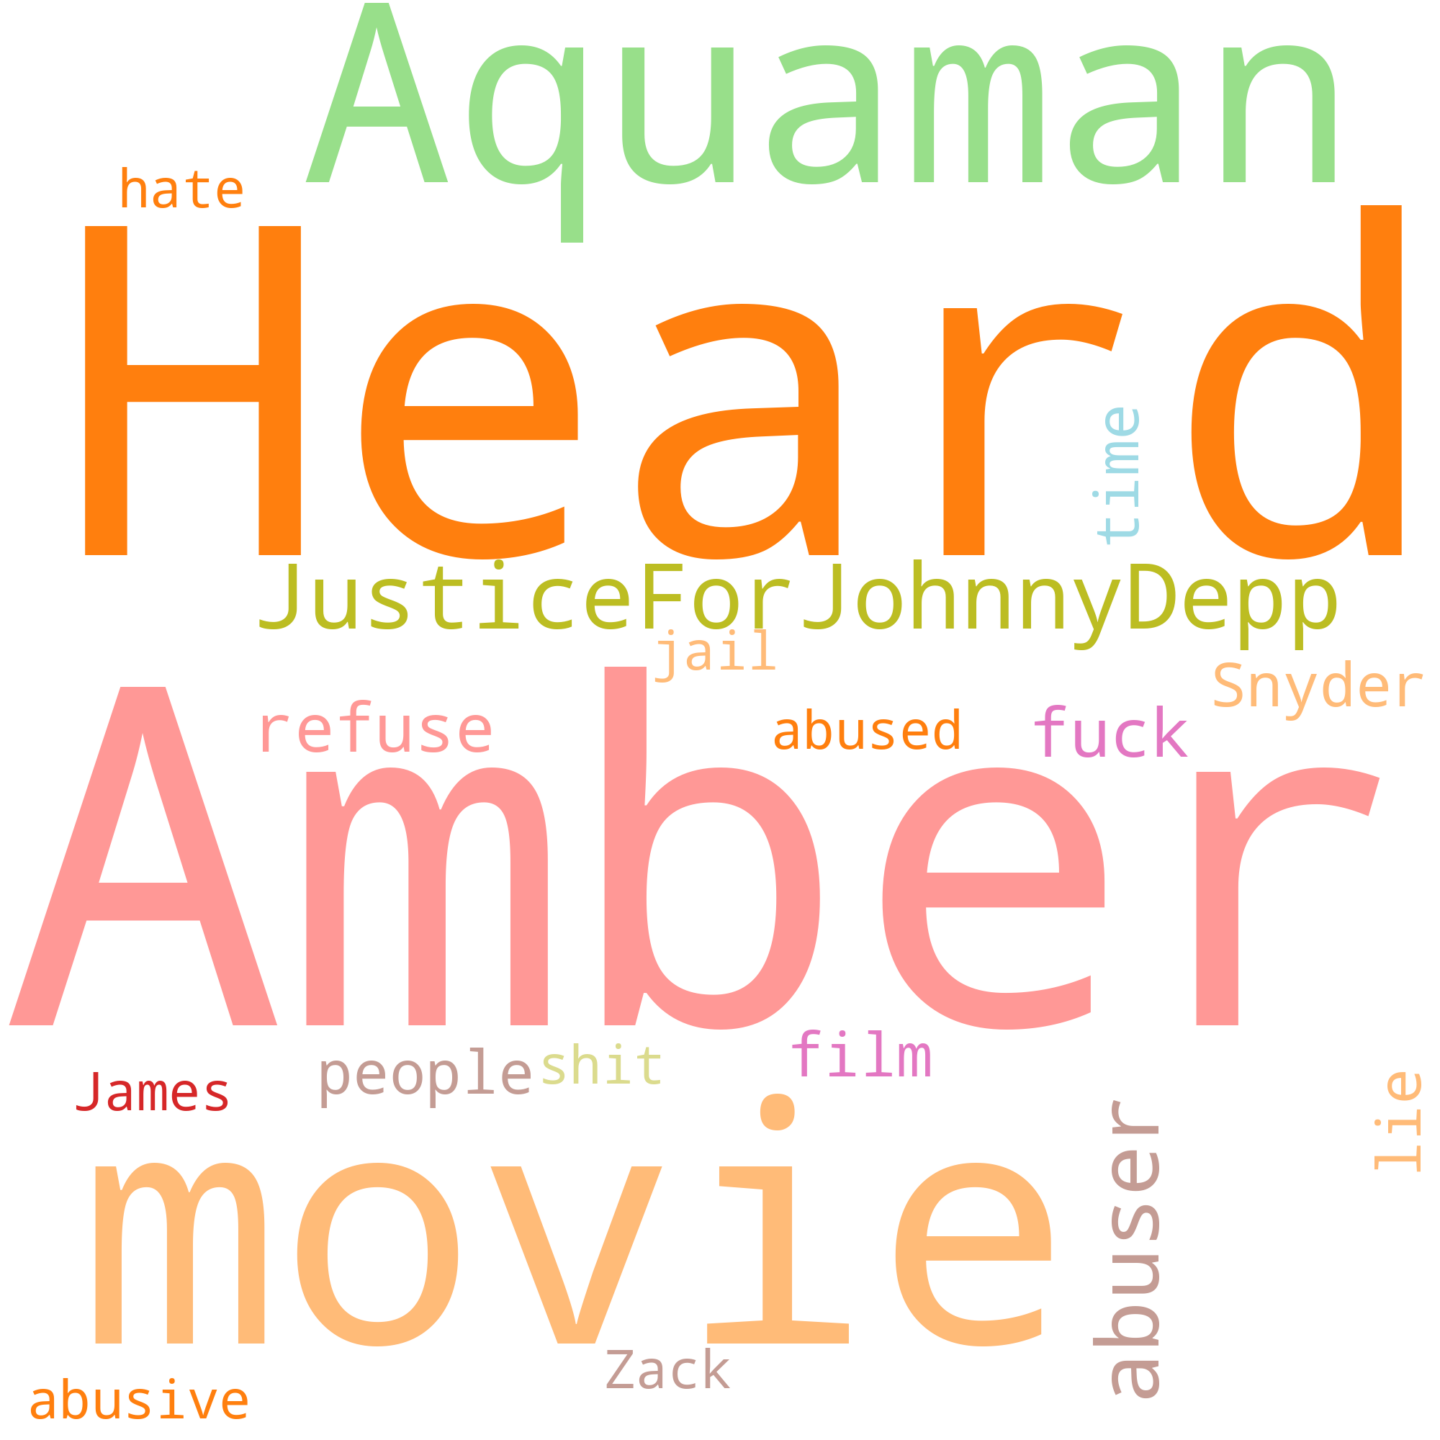 Aquaman
hate
Heard
time
JusticeForJohnnyDepp
jail
Snyder
refuse
abused
fuck
Amber
people
shit
film
James
lie
movie
abuser
Zack
abusive